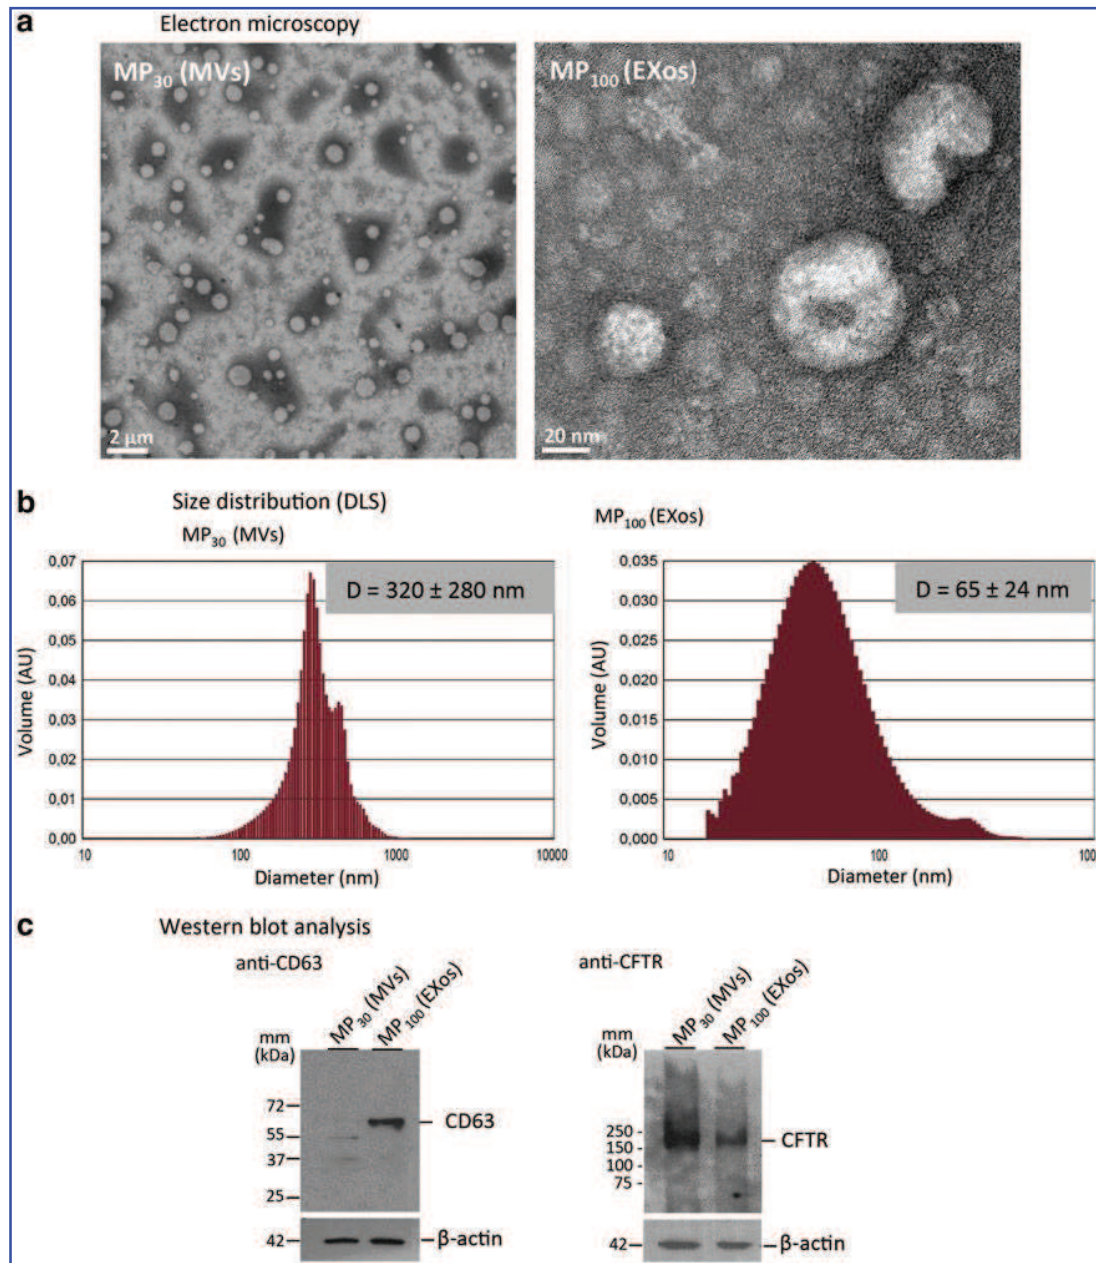 a Electron microscopy
MP30 (MVs)
2 µm
MP100 (EXos)
20 nm
b Size distribution (DLS)
MP30 (MVs)
0,07
0,06
0,05
0,04
0,03
0,02
0,01
0,00
Volume (AU)
D = 320 ± 280 nm
10 100 1000 10000
Diameter (nm)
MP100 (EXos)
0,035
0,030
0,025
0,020
0,015
0,010
0,005
0,000
Volume (AU)
D = 65 ± 24 nm
10 100 100
Diameter (nm)
c Western blot analysis
anti-CD63
MP30 (MVs)
MP100 (EXos)
mm
(kDa)
72
55
37
25
CD63
42
β-actin
anti-CFTR
MP30 (MVs)
MP100 (EXos)
mm
(kDa)
250
150
100
75
CFTR
42
β-actin